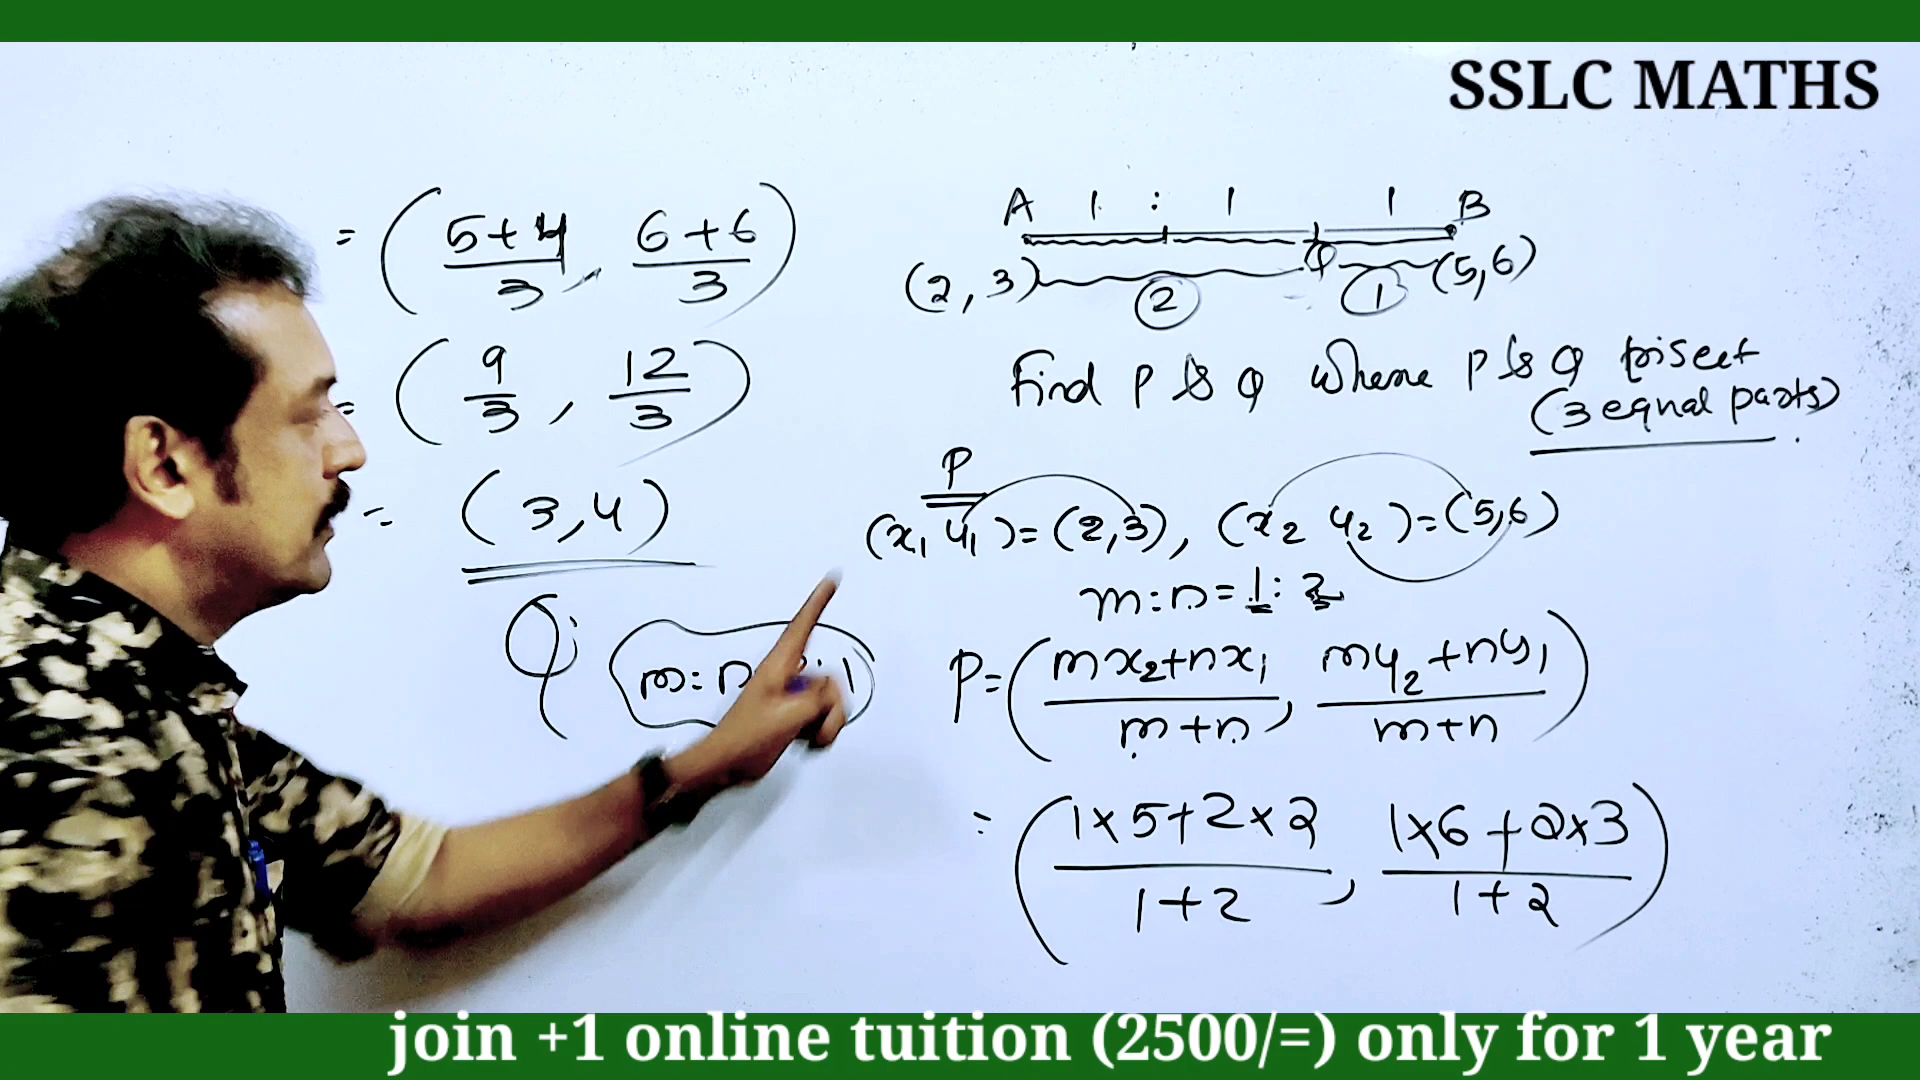 SSLC MATHS
= (5+4/3, 6+6/3)
= (9/3, 12/3)
= (3,4)
Q
m:n 1
A 1 : 1 1 B
(2,3) 2 Q 1 (5,6)
Find P & Q where P & Q trisect
(3 equal parts)
P
(x₁ y₁)=(2,3), (x₂ y₂)=(5,6)
m:n=1:2
P=(mx₂+nx₁/m+n, my₂+ny₁/m+n)
= (1×5+2×2/1+2, 1×6+2×3/1+2)
join +1 online tuition (2500/=) only for 1 year